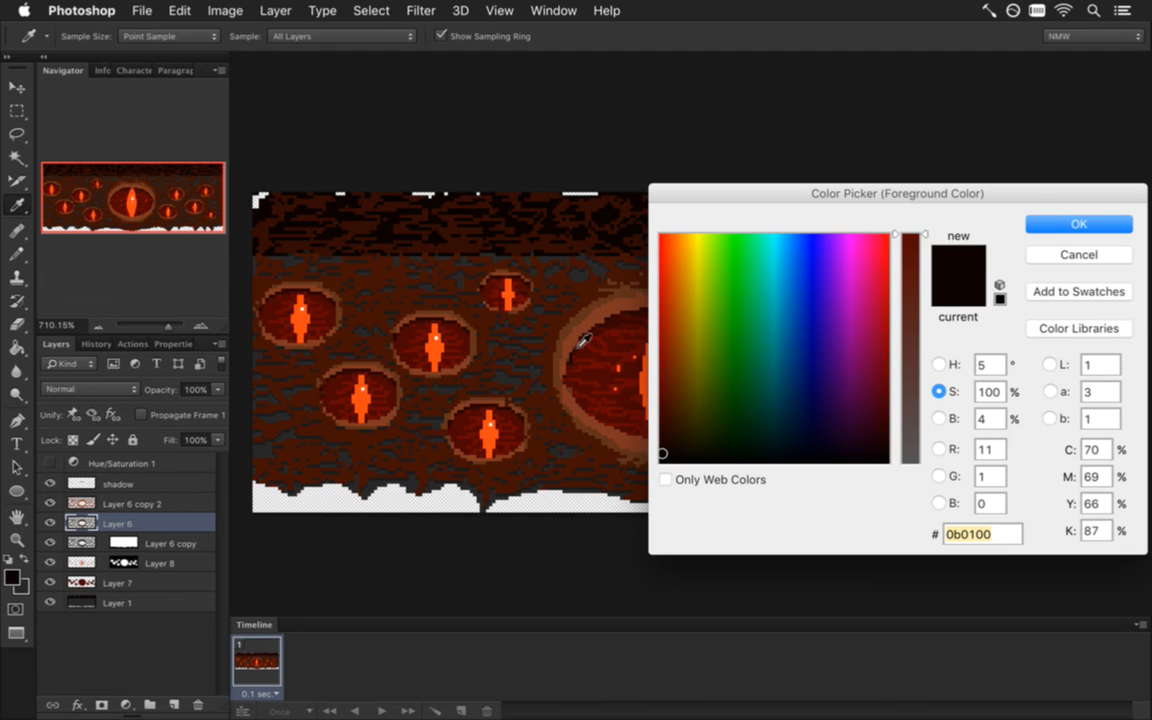 Photoshop File Edit Image Layer Type Select Filter 3D View Window Help
Sample Size: Point Sample Sample: All Layers Show Sampling Ring NMW
Navigator Info Characte Paragrap
710.15%
Layers History Actions Propertie
Kind
Normal Opacity: 100%
Unify: Propagate Frame 1
Lock: Fill: 100%
Hue/Saturation 1
shadow
Layer 6 copy 2
Layer 6
Layer 6 copy
Layer 8
Layer 7
Layer 1
fx
Color Picker (Foreground Color)
new
current
OK
Cancel
Add to Swatches
Color Libraries
H: 5 ° L: 1
S: 100 % a: 3
B: 4 % b: 1
R: 11 C: 70 %
G: 1 M: 69 %
B: 0 Y: 66 %
# 0b0100 K: 87 %
Only Web Colors
Timeline
1
0.1 sec.
Once